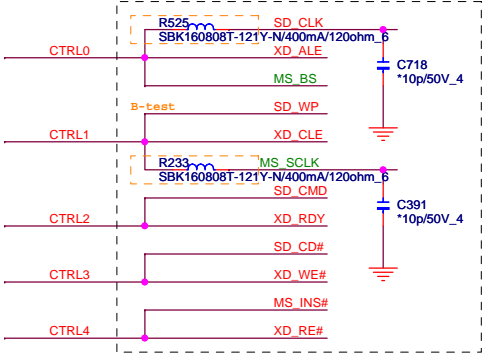 R525 SD_CLK
SBK160808T-121Y-N/400mA/120ohm_6
CTRL0 XD_ALE
C718
*10p/50V_4
MS_BS
B-test SD_WP
CTRL1 XD_CLE
R233 MS_SCLK
SBK160808T-121Y-N/400mA/120ohm_6
SD_CMD
C391
*10p/50V_4
CTRL2 XD_RDY
SD_CD#
CTRL3 XD_WE#
MS_INS#
CTRL4 XD_RE#